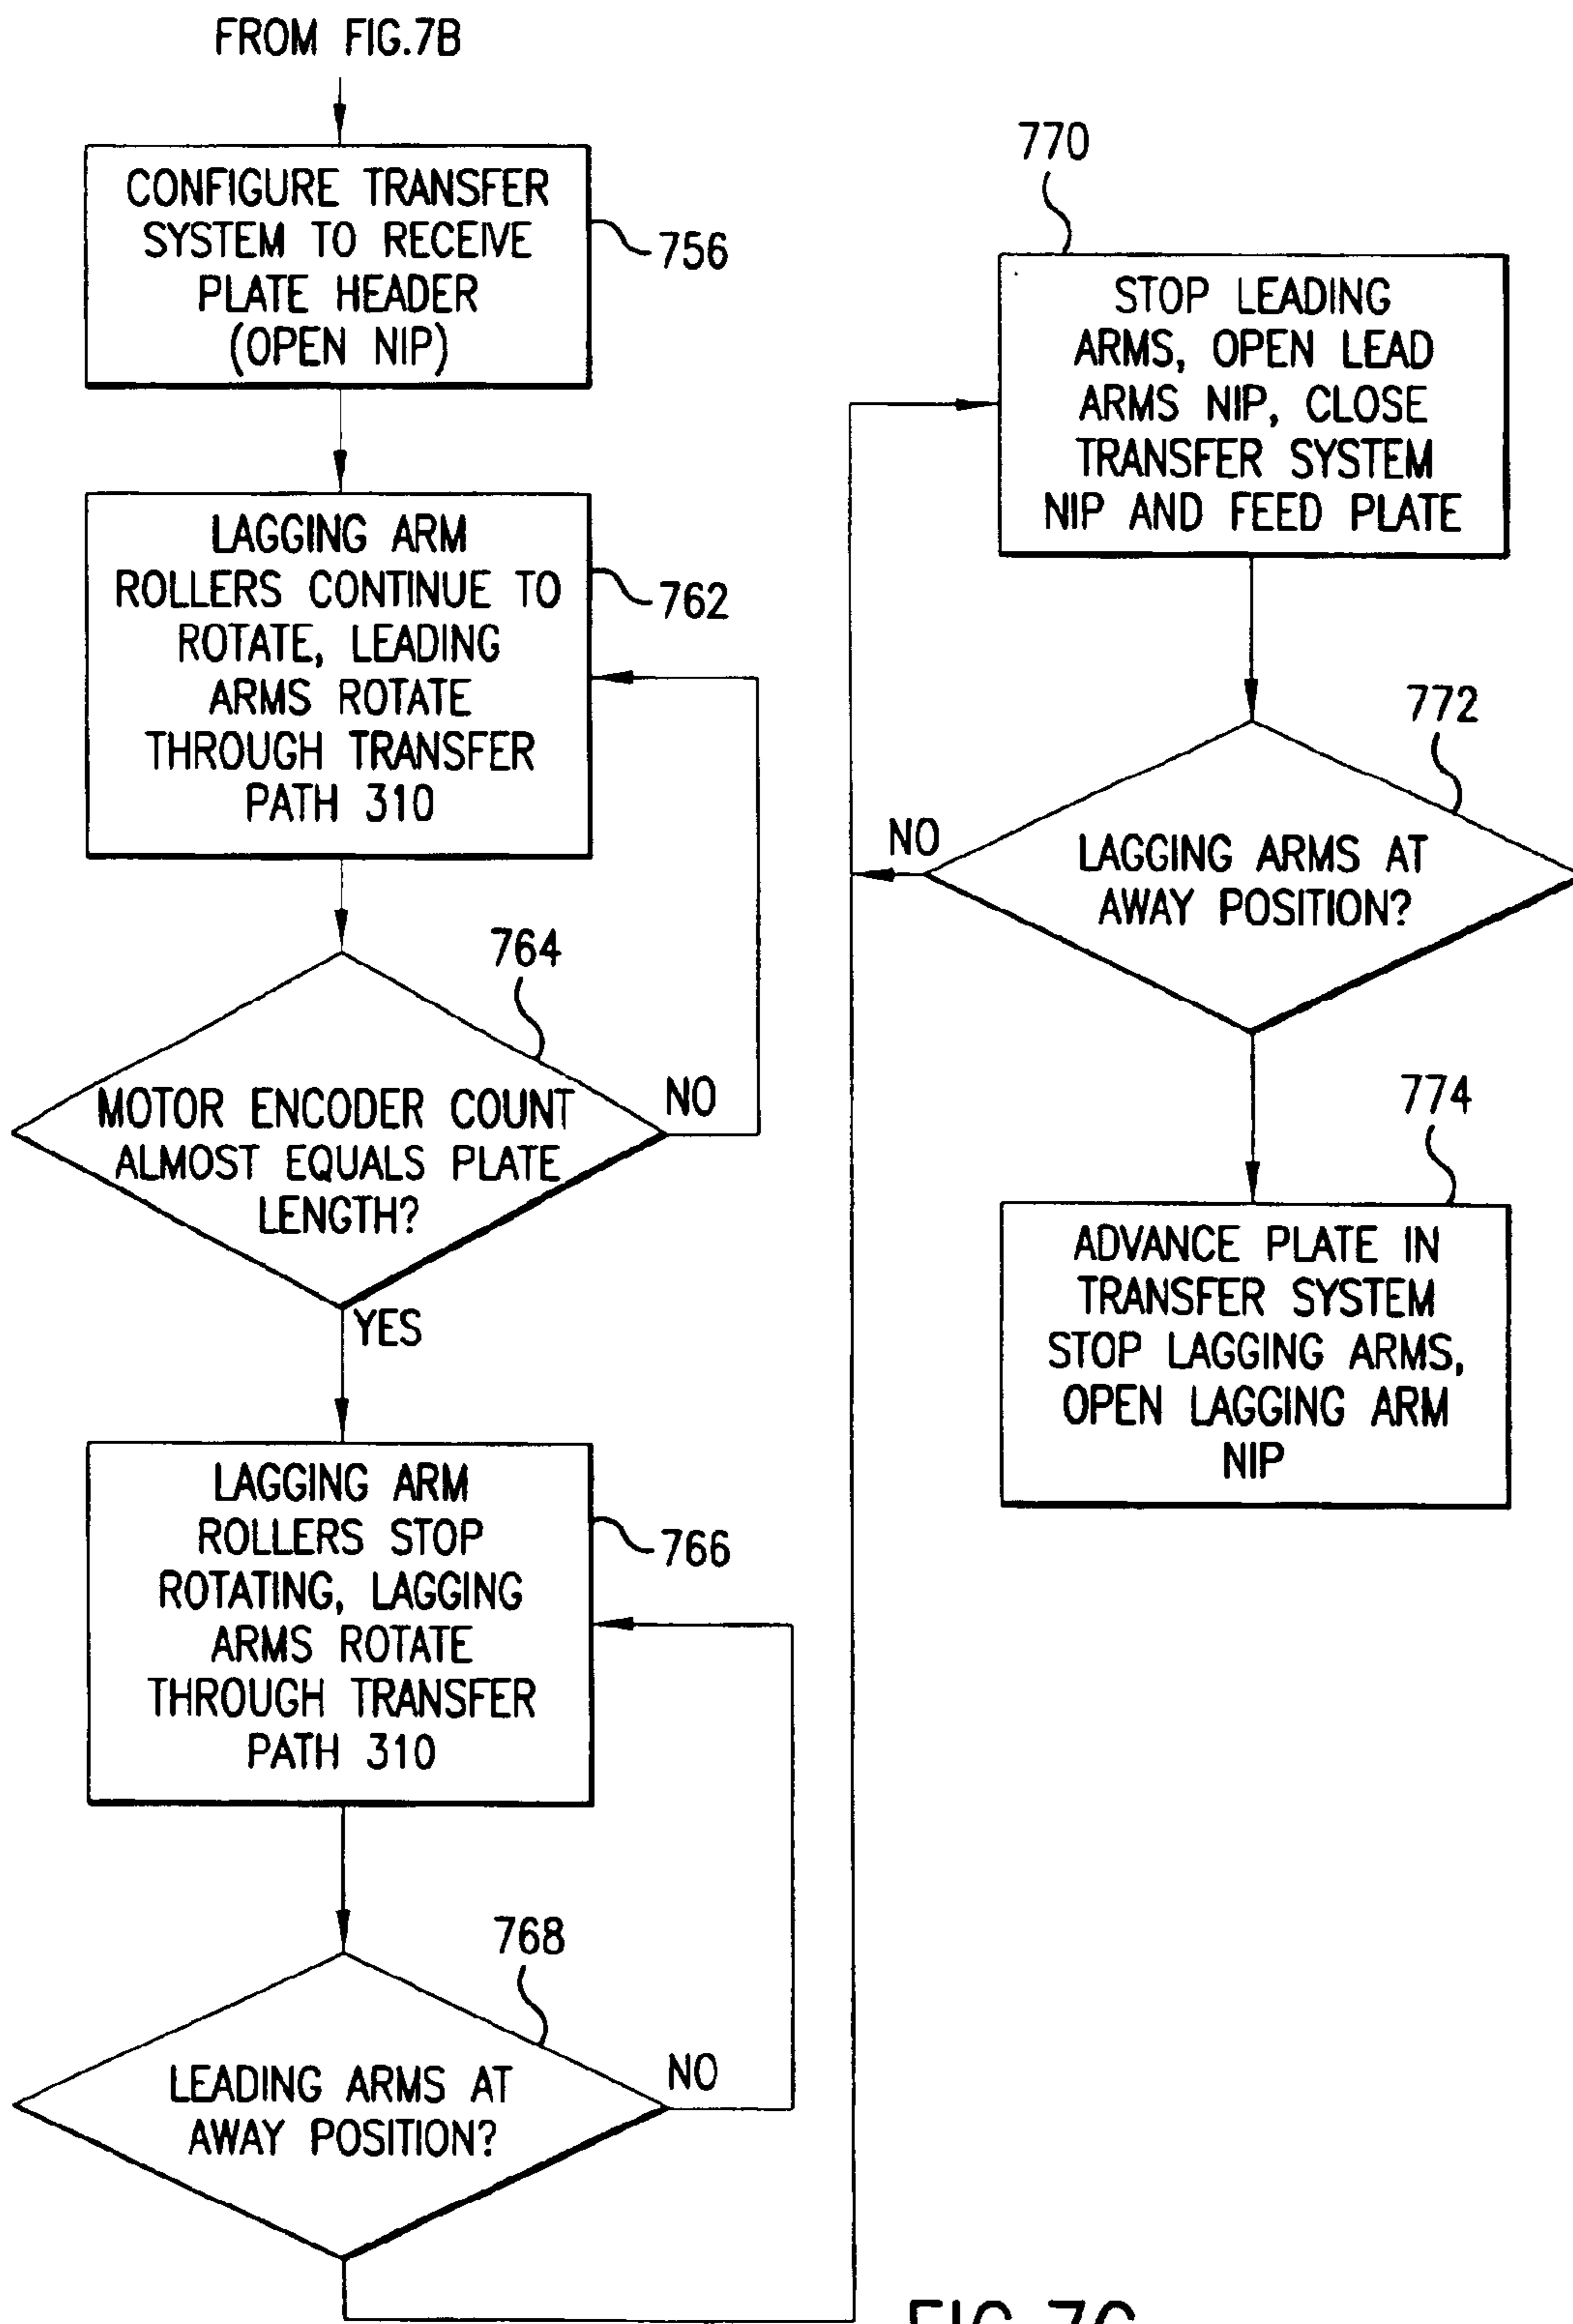 FROM FIG.7B
CONFIGURE TRANSFER
SYSTEM TO RECEIVE
PLATE HEADER
(OPEN NIP)
756
LAGGING ARM
ROLLERS CONTINUE TO
ROTATE, LEADING
ARMS ROTATE
THROUGH TRANSFER
PATH 310
762
764
MOTOR ENCODER COUNT
ALMOST EQUALS PLATE
LENGTH?
NO
YES
LAGGING ARM
ROLLERS STOP
ROTATING, LAGGING
ARMS ROTATE
THROUGH TRANSFER
PATH 310
766
768
LEADING ARMS AT
AWAY POSITION?
NO
770
STOP LEADING
ARMS, OPEN LEAD
ARMS NIP, CLOSE
TRANSFER SYSTEM
NIP AND FEED PLATE
772
LAGGING ARMS AT
AWAY POSITION?
NO
774
ADVANCE PLATE IN
TRANSFER SYSTEM
STOP LAGGING ARMS,
OPEN LAGGING ARM
NIP